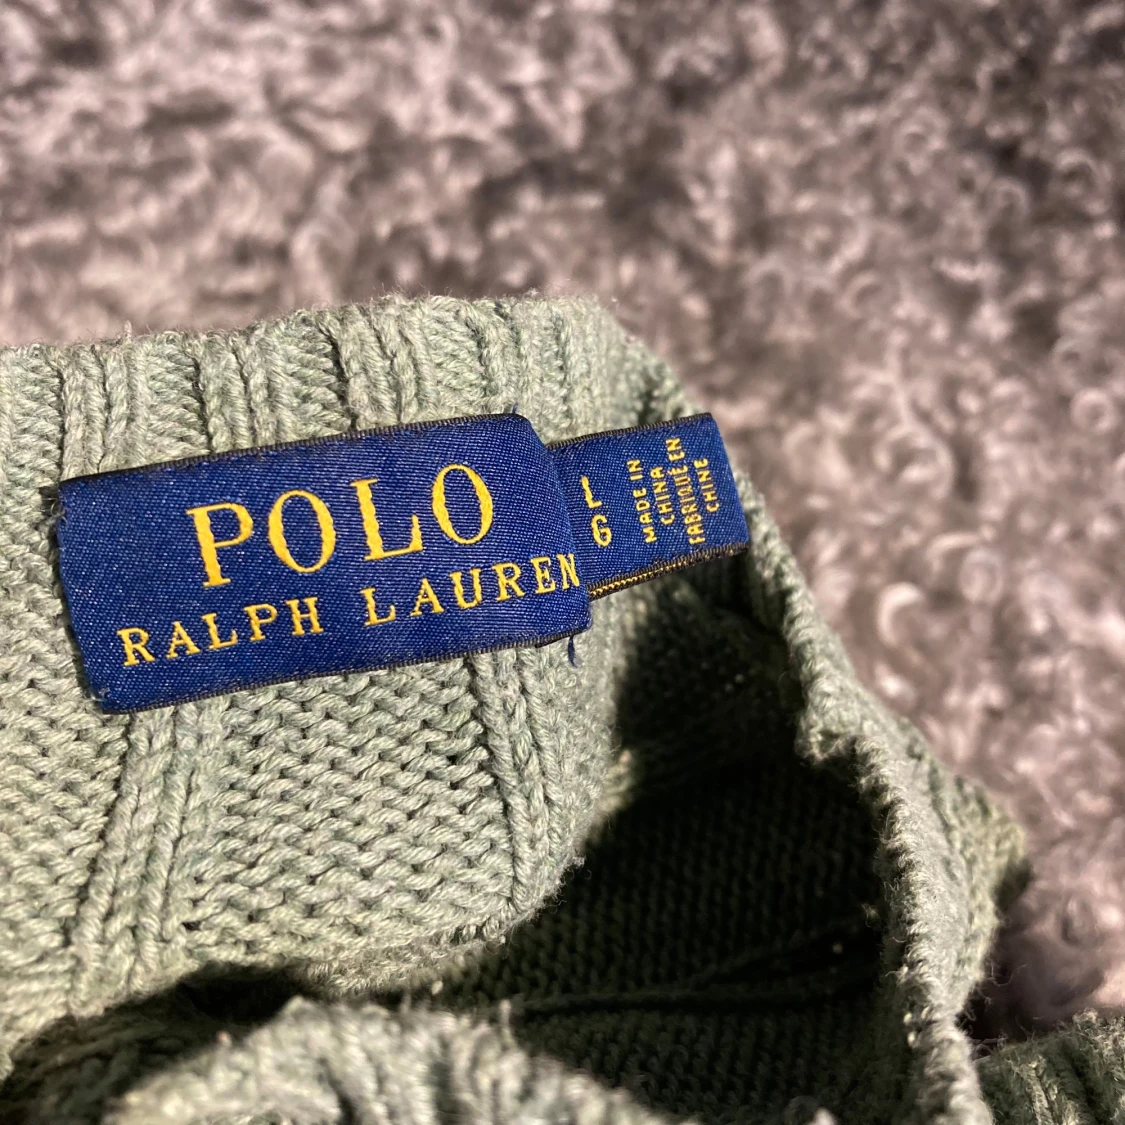 POLO
RALPH LAUREN
L
G
MADE IN
CHINA
FABRIQUÉ EN
CHINE